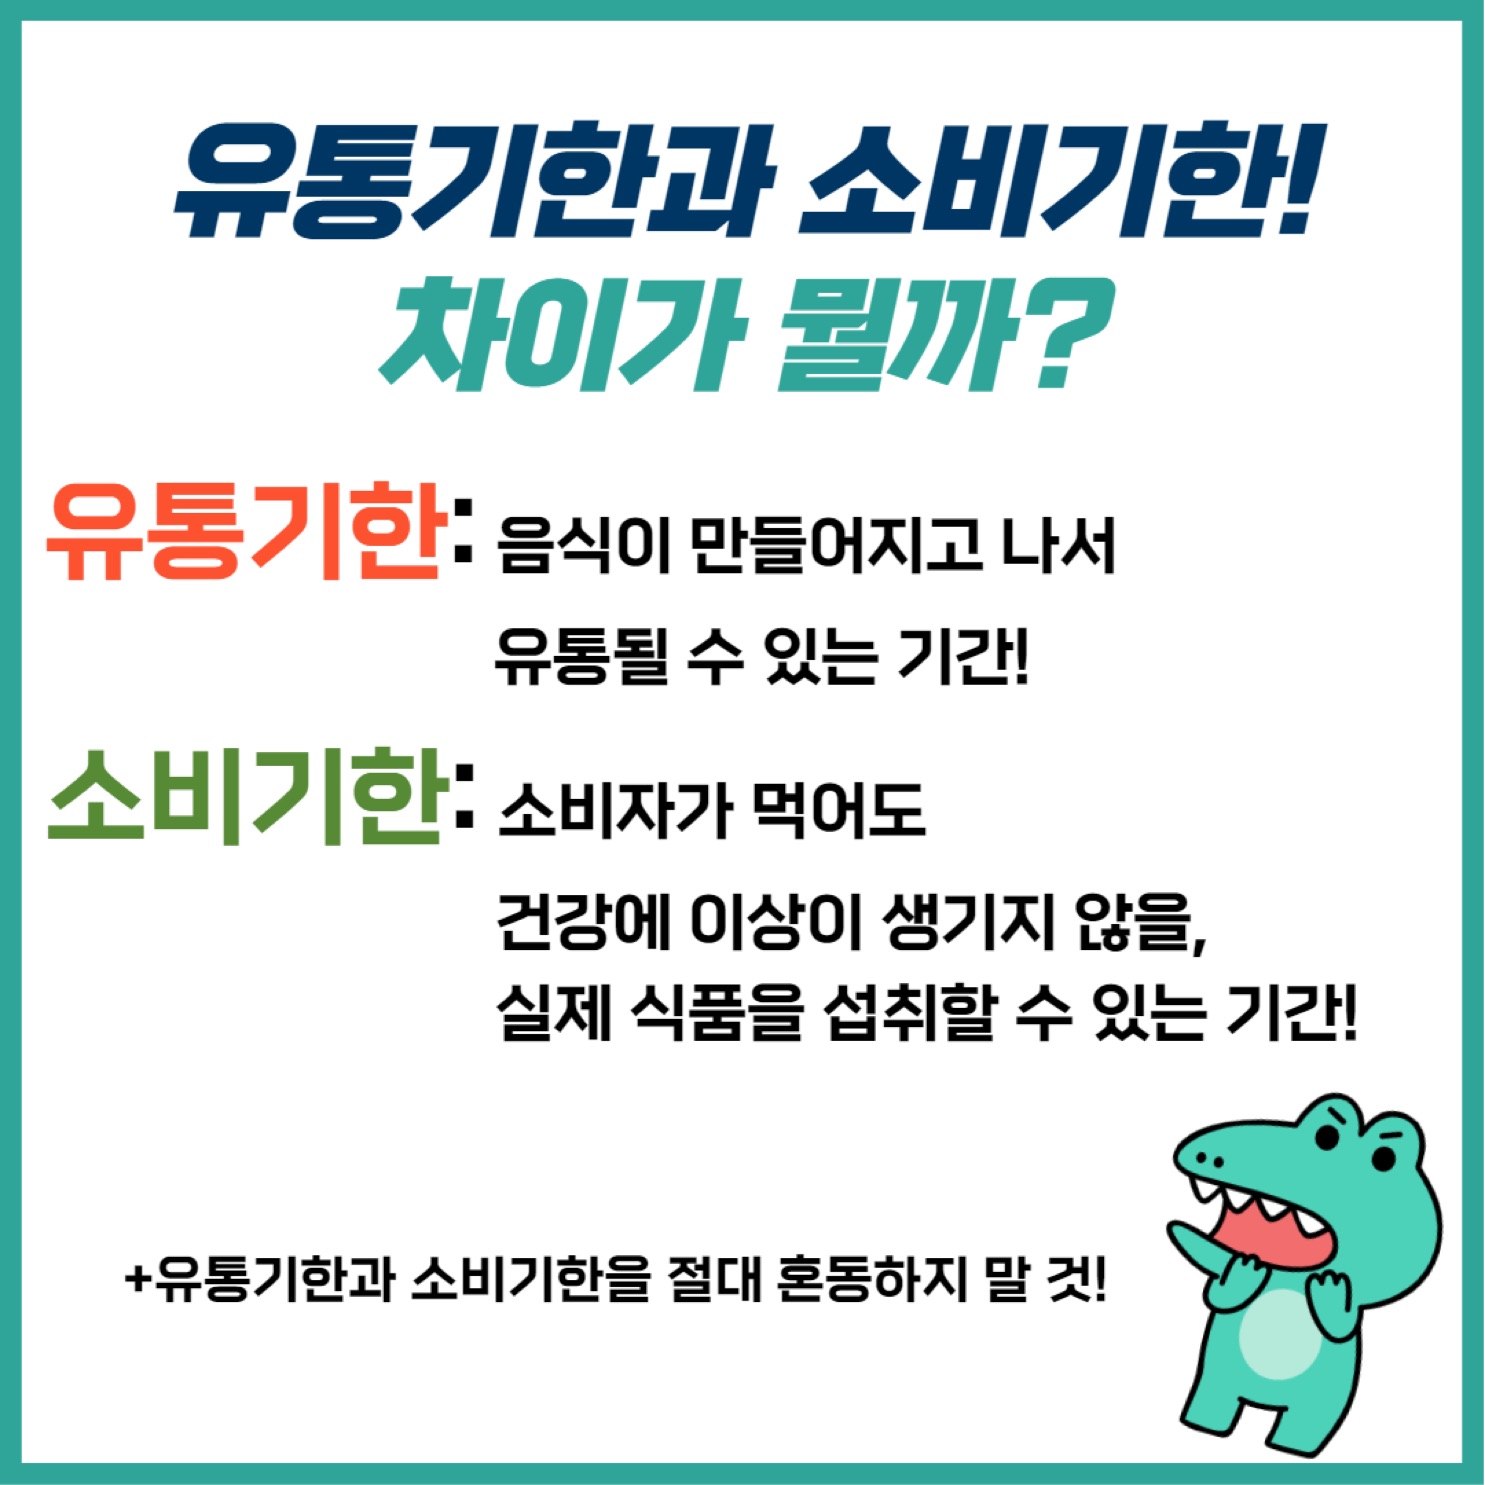 유통기한과 소비기한!
차이가 뭘까?
유통기한: 음식이 만들어지고 나서
유통될 수 있는 기간!
소비기한: 소비자가 먹어도
건강에 이상이 생기지 않을,
실제 식품을 섭취할 수 있는 기간!
+유통기한과 소비기한을 절대 혼동하지 말 것!